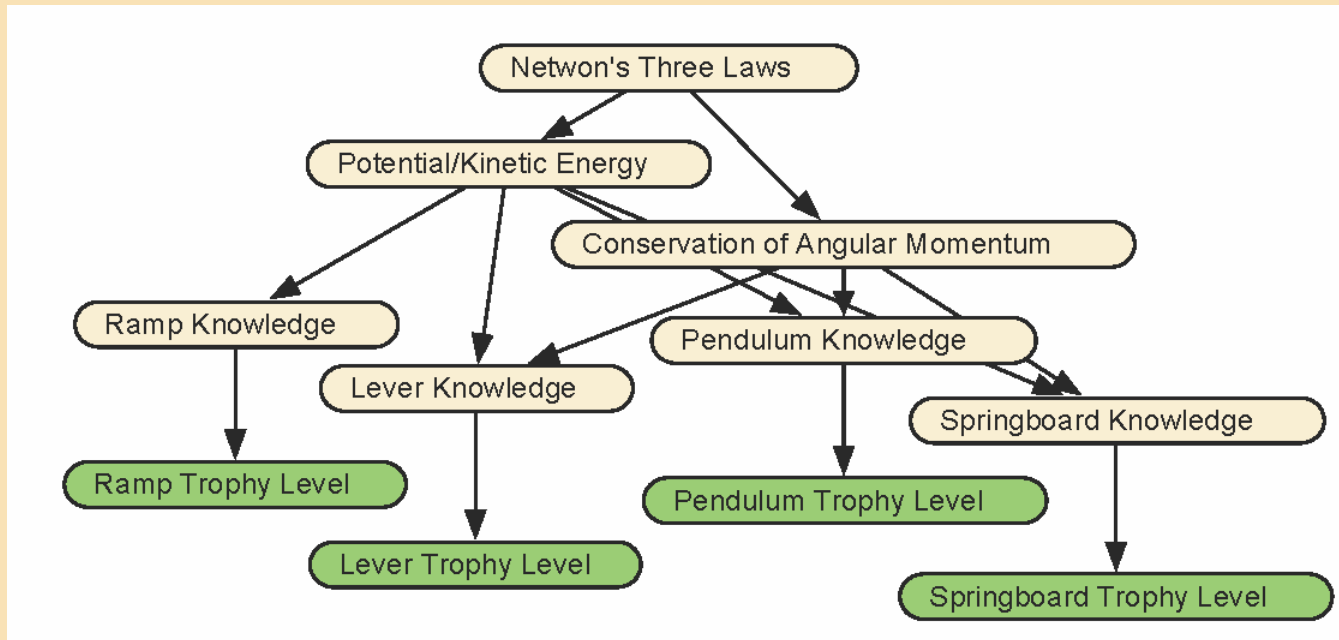 Netwon's Three Laws
Potential/Kinetic Energy
Conservation of Angular Momentum
Ramp Knowledge
Pendulum Knowledge
Lever Knowledge
Springboard Knowledge
Ramp Trophy Level
Pendulum Trophy Level
Lever Trophy Level
Springboard Trophy Level